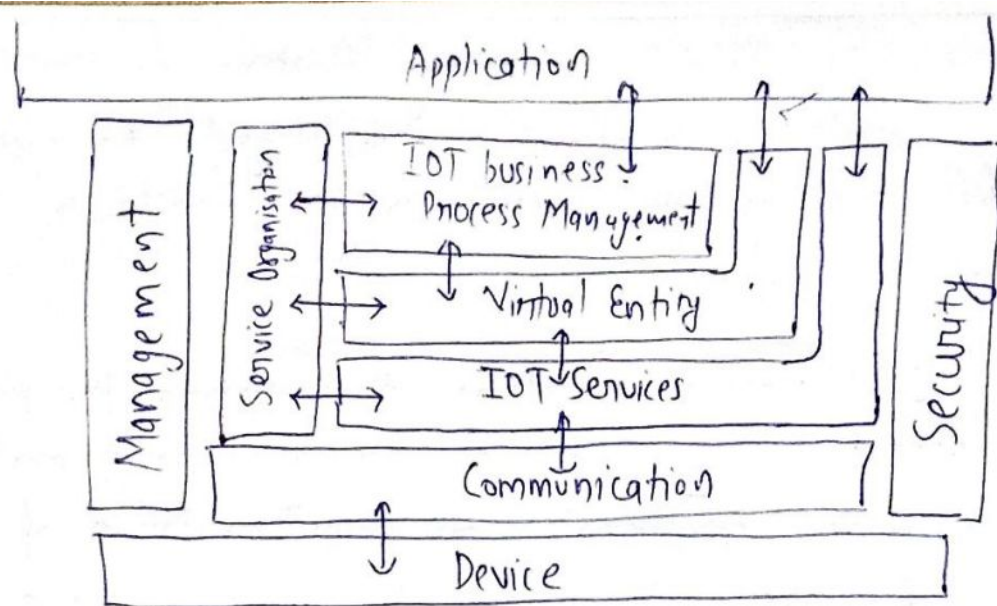 Application
Management
Service Organisation
IOT business
Process Management
Virtual Entity
IOT Services
Communication
Device
Security